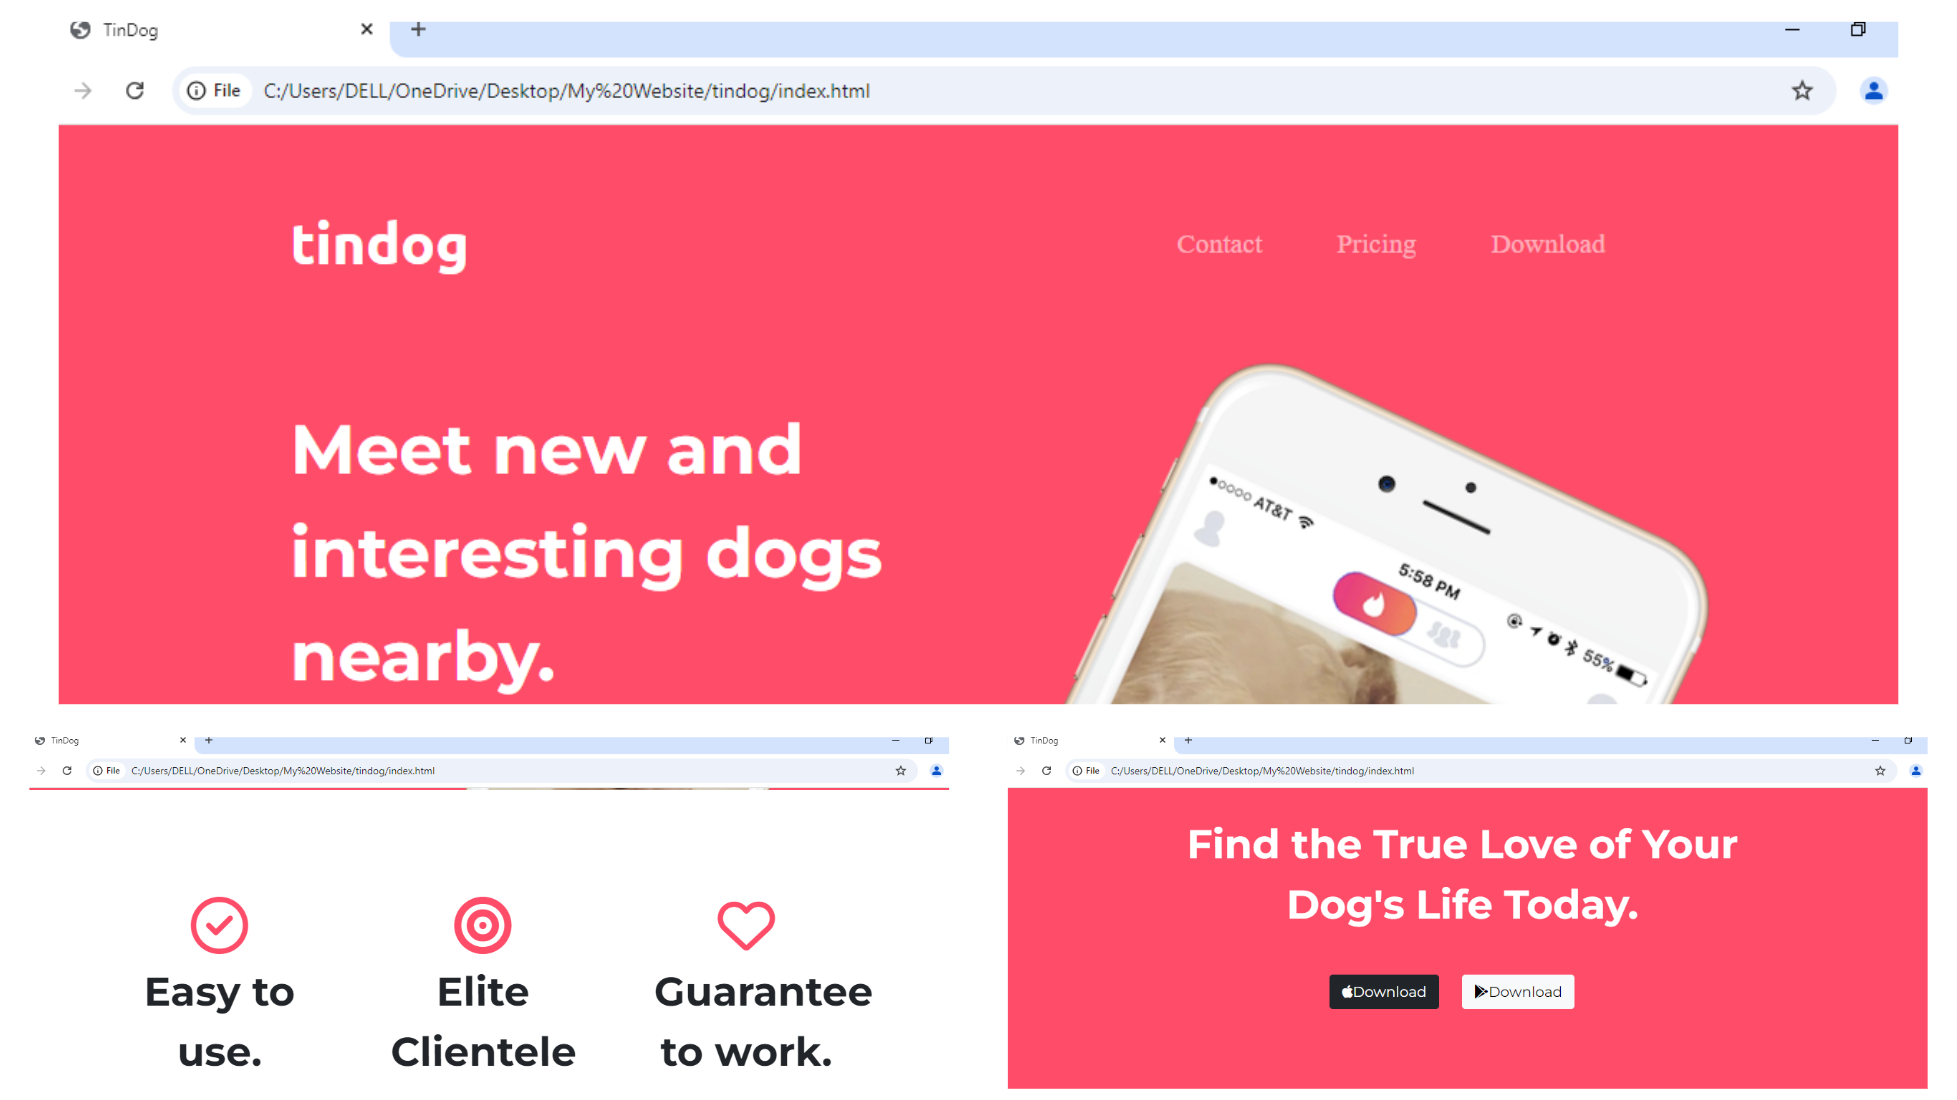 TinDog
File C:/Users/DELL/OneDrive/Desktop/My%20Website/tindog/index.html
tindog
Contact Pricing Download
Meet new and
interesting dogs
nearby.
AT&T
5:58 PM
55%
TinDog
File C:/Users/DELL/OneDrive/Desktop/My%20Website/tindog/index.html
Easy to
use.
Elite
Clientele
Guarantee
to work.
TinDog
File C:/Users/DELL/OneDrive/Desktop/My%20Website/tindog/index.html
Find the True Love of Your
Dog's Life Today.
Download
Download